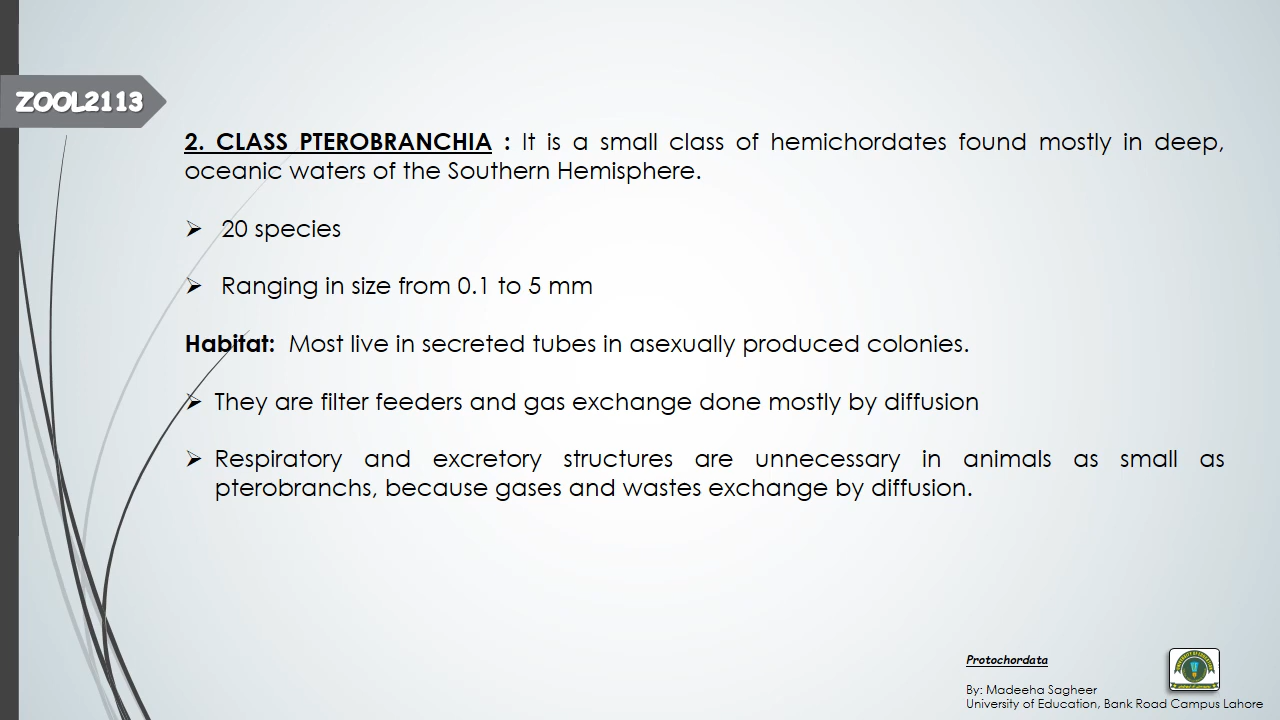 ZOOL2113
2. CLASS PTEROBRANCHIA : It is a small class of hemichordates found mostly in deep,
oceanic waters of the Southern Hemisphere.
➢ 20 species
➢ Ranging in size from 0.1 to 5 mm
Habitat: Most live in secreted tubes in asexually produced colonies.
➢ They are filter feeders and gas exchange done mostly by diffusion
➢ Respiratory and excretory structures are unnecessary in animals as small as
pterobranchs, because gases and wastes exchange by diffusion.
Protochordata
By: Madeeha Sagheer
University of Education, Bank Road Campus Lahore